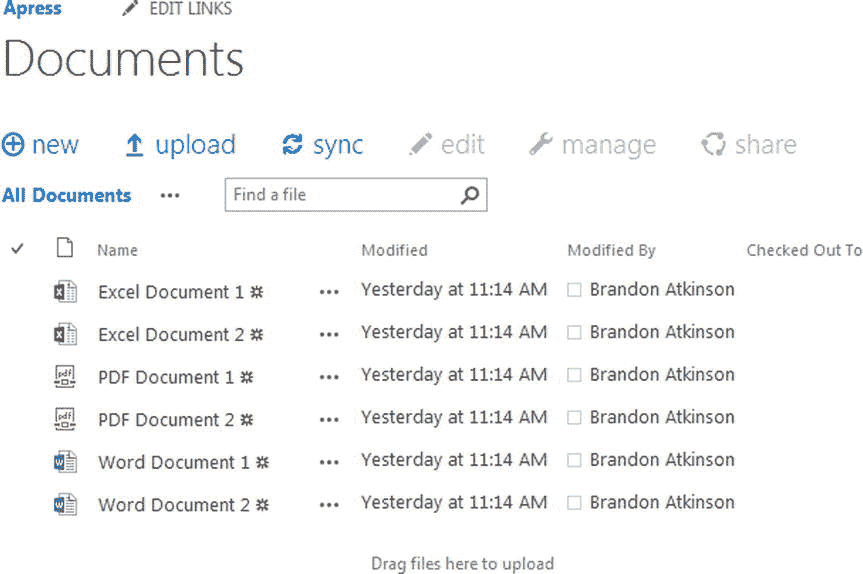 Apress EDIT LINKS
Documents
new upload sync edit manage share
All Documents ••• Find a file
Name Modified Modified By Checked Out To
Excel Document 1 ••• Yesterday at 11:14 AM Brandon Atkinson
Excel Document 2 ••• Yesterday at 11:14 AM Brandon Atkinson
pdf PDF Document 1 ••• Yesterday at 11:14 AM Brandon Atkinson
pdf PDF Document 2 ••• Yesterday at 11:14 AM Brandon Atkinson
Word Document 1 ••• Yesterday at 11:14 AM Brandon Atkinson
Word Document 2 ••• Yesterday at 11:14 AM Brandon Atkinson
Drag files here to upload